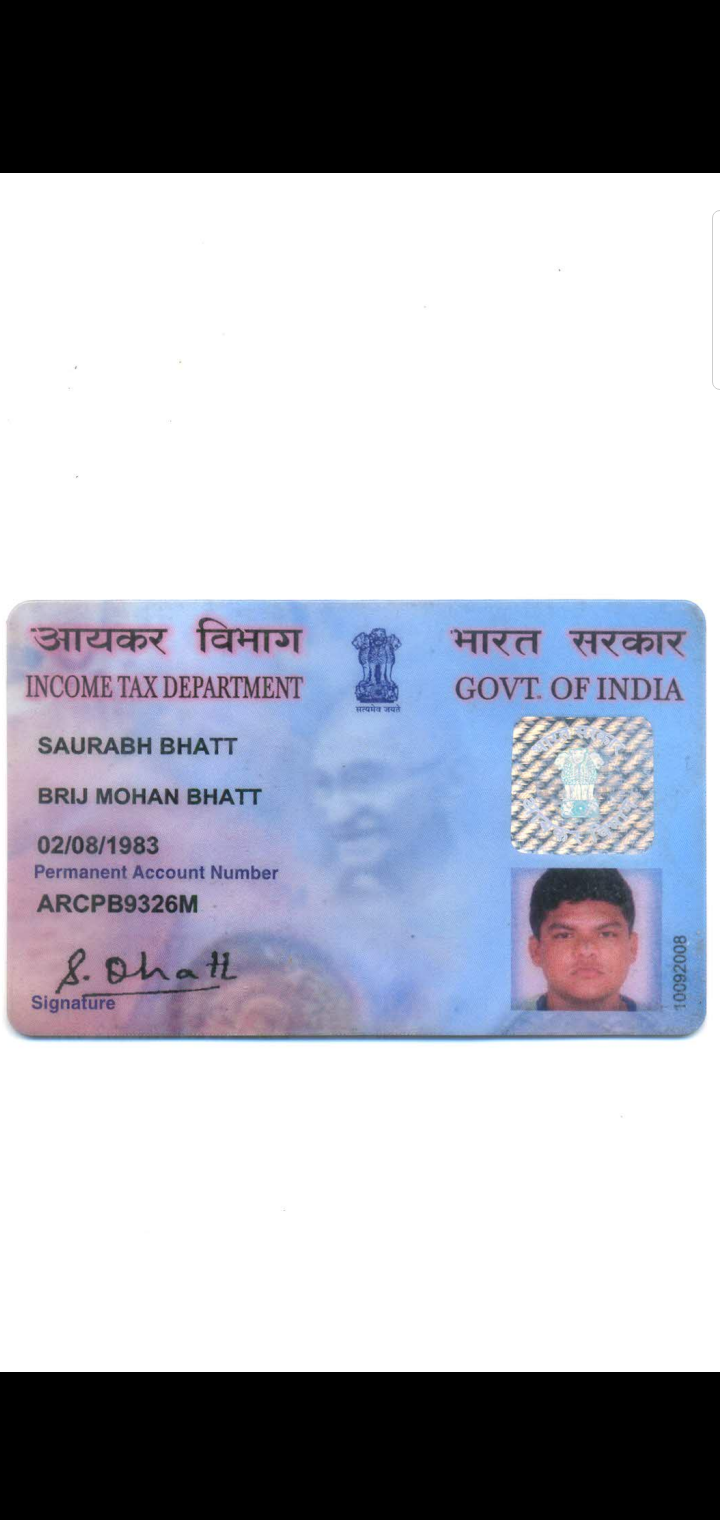 आयकर विभाग
INCOME TAX DEPARTMENT
सत्यमेव जयते
भारत सरकार
GOVT. OF INDIA
SAURABH BHATT
BRIJ MOHAN BHATT
02/08/1983
Permanent Account Number
ARCPB9326M
S. Bhatt
Signature
10092008